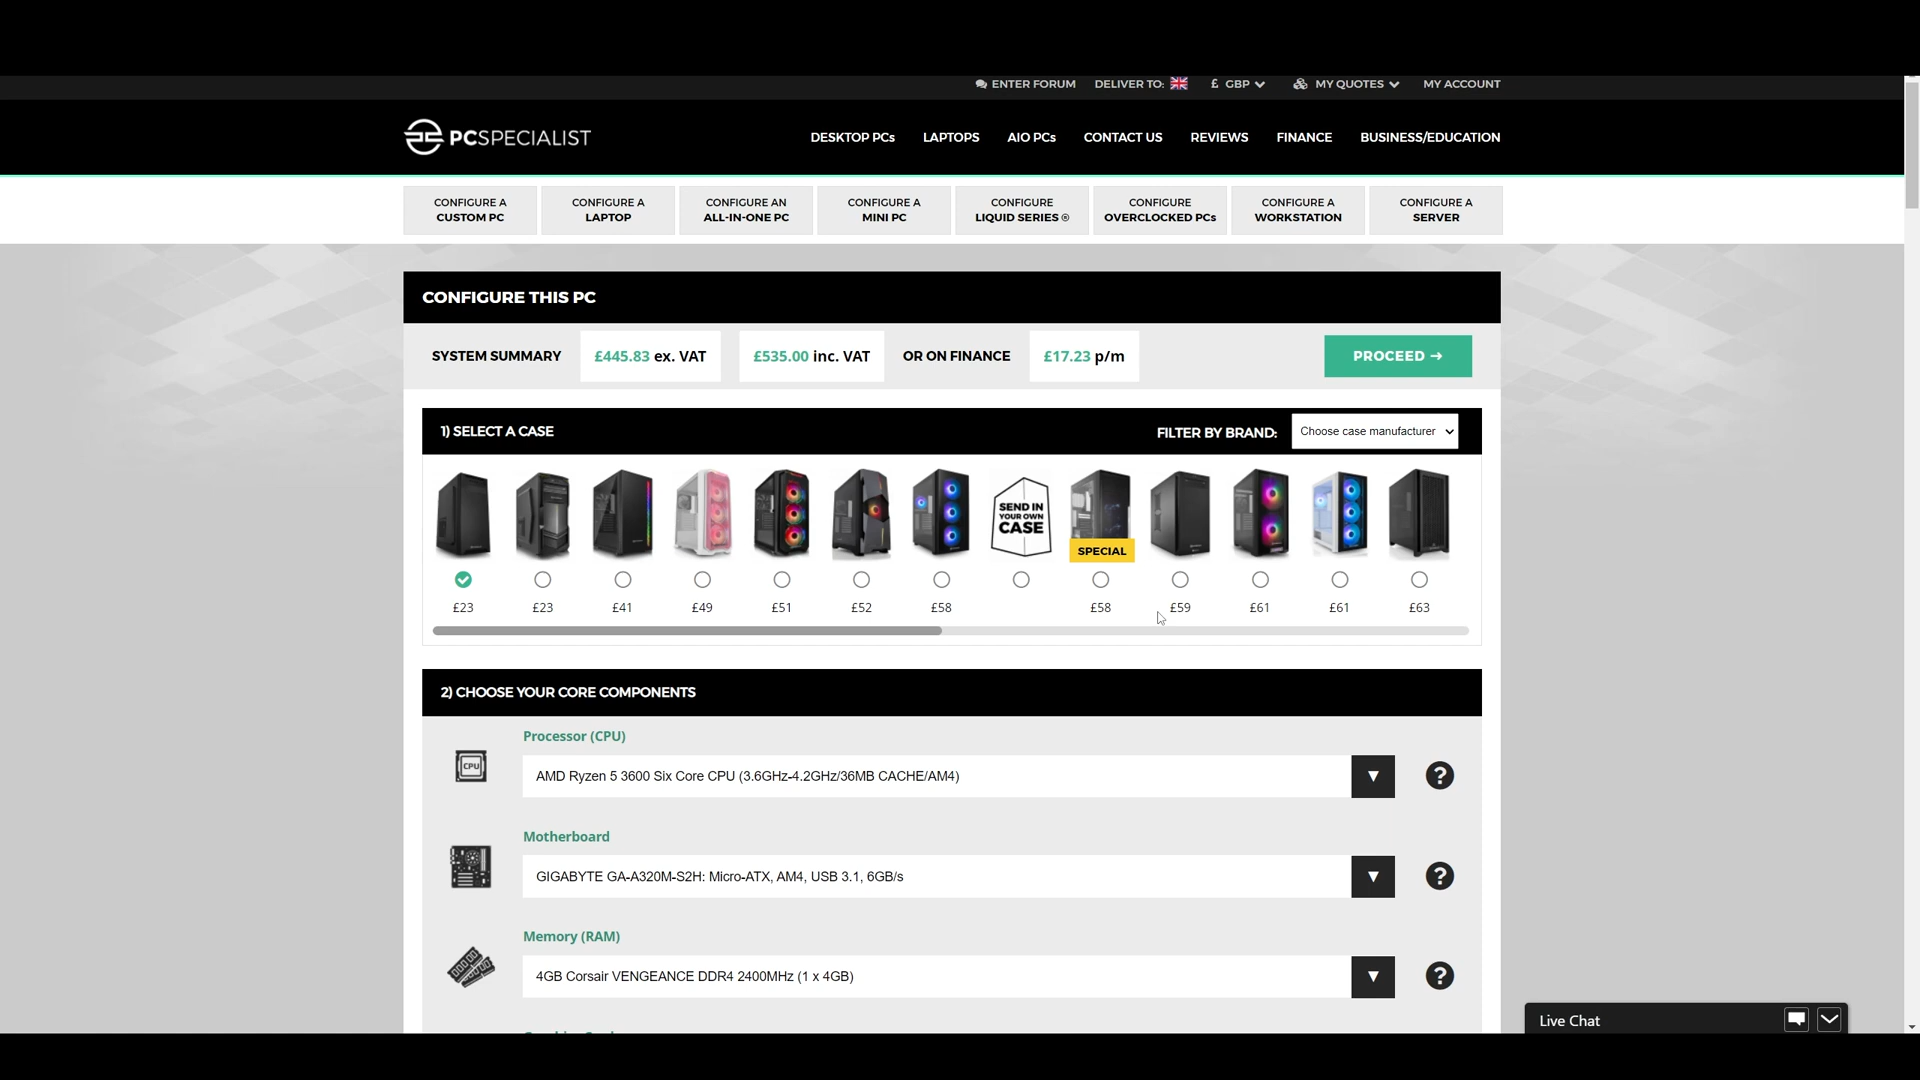 ENTER FORUM DELIVER TO: £ GBP MY QUOTES MY ACCOUNT
PCSPECIALIST
DESKTOP PCs LAPTOPS AIO PCs CONTACT US REVIEWS FINANCE BUSINESS/EDUCATION
CONFIGURE A CUSTOM PC
CONFIGURE A LAPTOP
CONFIGURE AN ALL-IN-ONE PC
CONFIGURE A MINI PC
CONFIGURE LIQUID SERIES ®
CONFIGURE OVERCLOCKED PCs
CONFIGURE A WORKSTATION
CONFIGURE A SERVER
CONFIGURE THIS PC
SYSTEM SUMMARY £445.83 ex. VAT £535.00 inc. VAT OR ON FINANCE £17.23 p/m PROCEED →
1) SELECT A CASE FILTER BY BRAND: Choose case manufacturer
SEND IN
YOUR OWN
CASE
SPECIAL
£23 £23 £41 £49 £51 £52 £58 £58 £59 £61 £61 £63
2) CHOOSE YOUR CORE COMPONENTS
Processor (CPU)
CPU
AMD Ryzen 5 3600 Six Core CPU (3.6GHz-4.2GHz/36MB CACHE/AM4) ?
Motherboard
GIGABYTE GA-A320M-S2H: Micro-ATX, AM4, USB 3.1, 6GB/s ?
Memory (RAM)
4GB Corsair VENGEANCE DDR4 2400MHz (1 x 4GB) ?
Live Chat